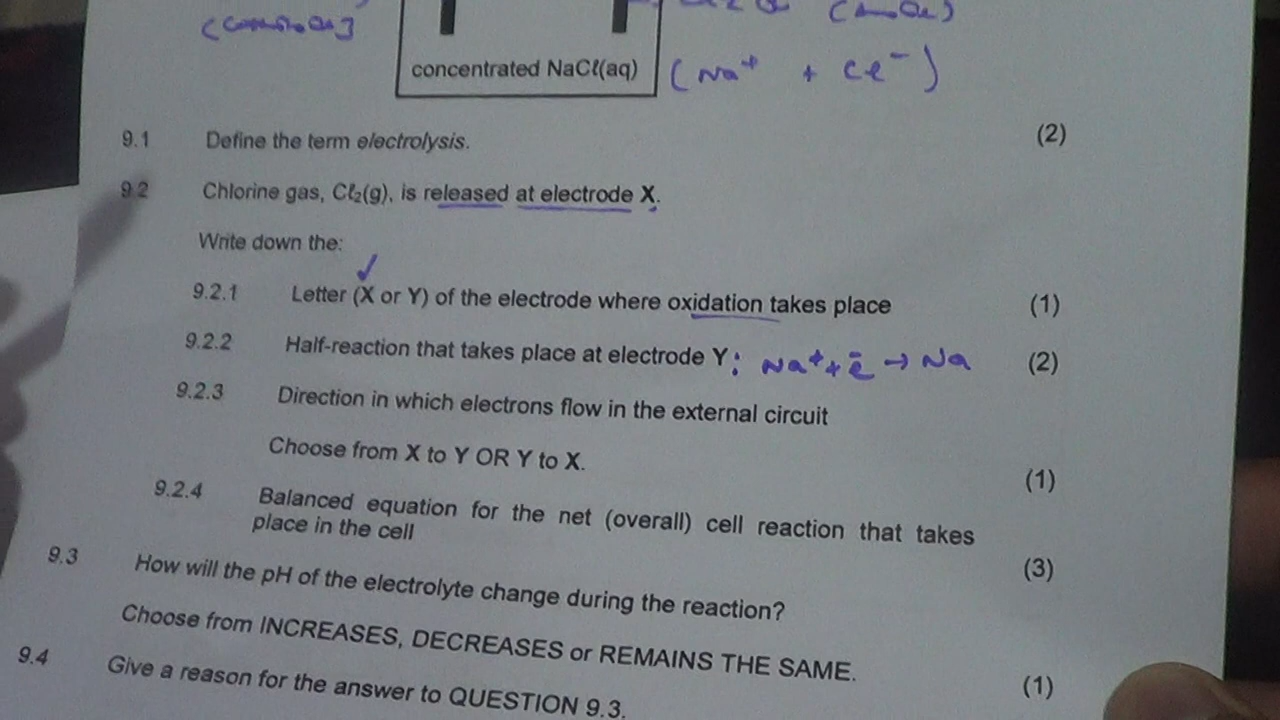 concentrated NaCℓ(aq) (Na⁺ + Cℓ⁻)
9.1 Define the term electrolysis. (2)
9.2 Chlorine gas, Cℓ₂(g), is released at electrode X.
Write down the:
9.2.1 Letter (X or Y) of the electrode where oxidation takes place (1)
9.2.2 Half-reaction that takes place at electrode Y: Na⁺ + ē → Na (2)
9.2.3 Direction in which electrons flow in the external circuit
Choose from X to Y OR Y to X. (1)
9.2.4 Balanced equation for the net (overall) cell reaction that takes
place in the cell (3)
9.3 How will the pH of the electrolyte change during the reaction?
Choose from INCREASES, DECREASES or REMAINS THE SAME. (1)
9.4 Give a reason for the answer to QUESTION 9.3.